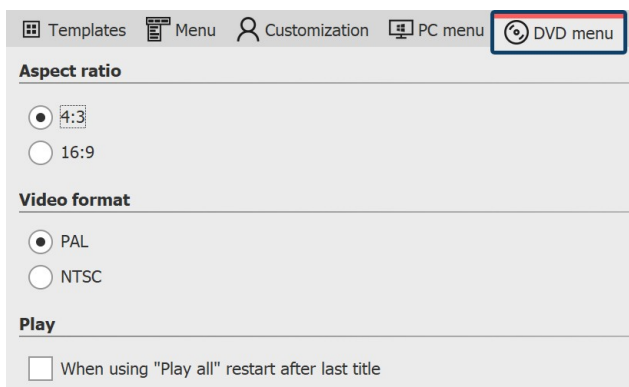 Templates Menu Customization PC menu DVD menu
Aspect ratio
4:3
16:9
Video format
PAL
NTSC
Play
When using "Play all" restart after last title